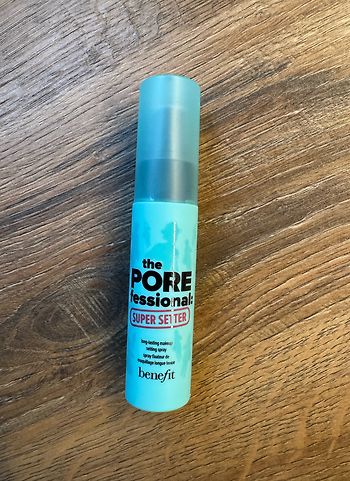 the
PORE
fessional:
SUPER SETTER
long-lasting makeup
setting spray
spray fixateur de
maquillage longue tenue
benefit